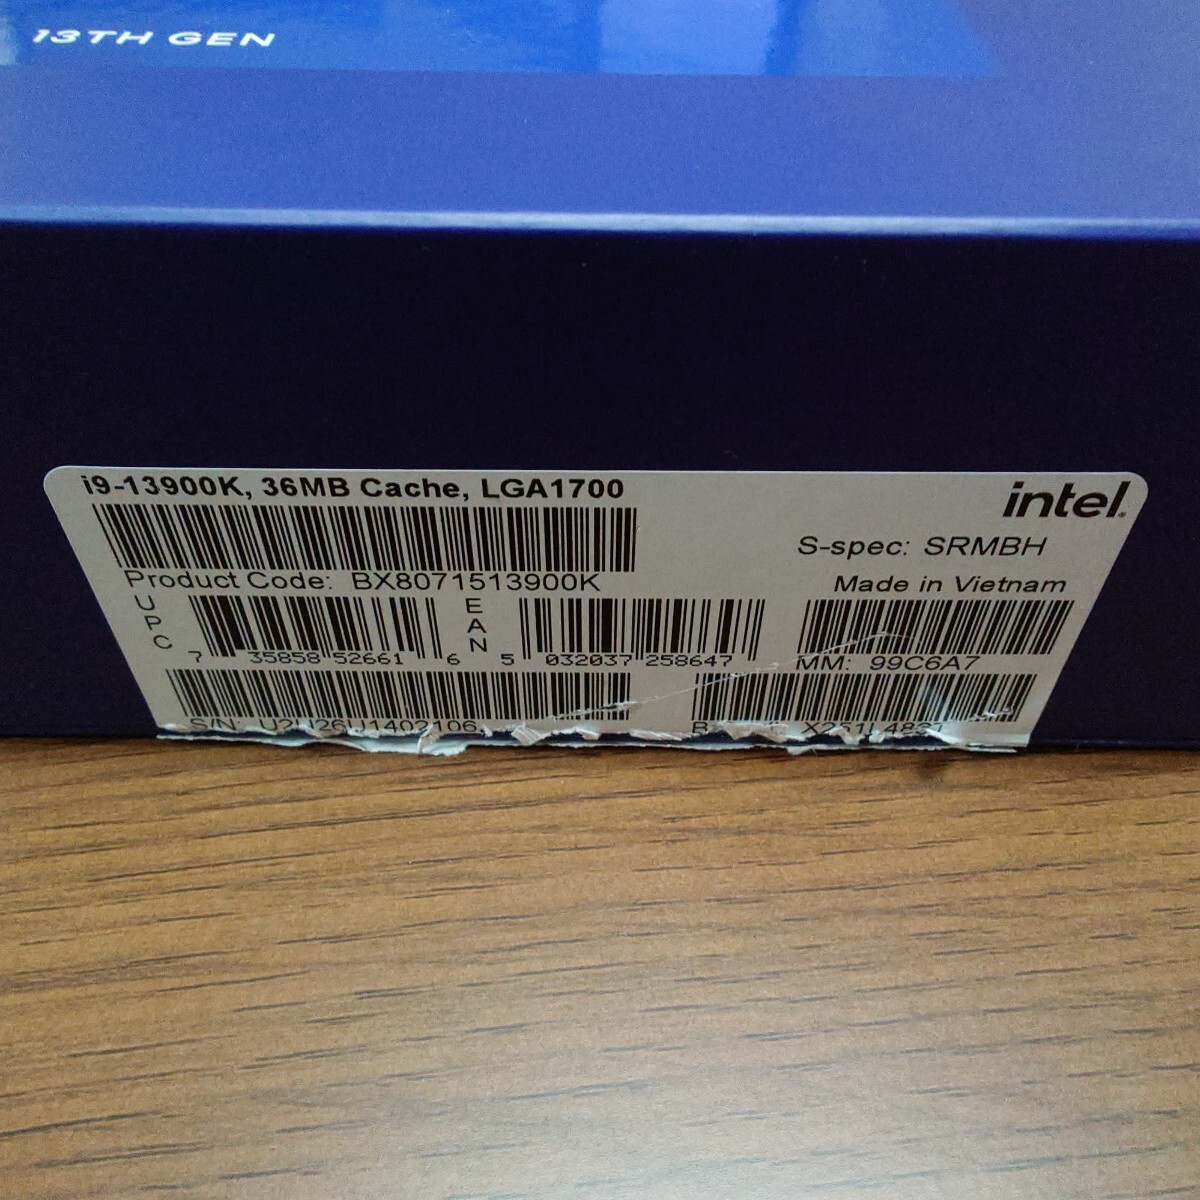 13TH GEN
i9-13900K, 36MB Cache, LGA1700
intel.
S-spec: SRMBH
Product Code: BX8071513900K
Made in Vietnam
UPC
7 35858 52661 6
EAN
5 032037 258647
MM: 99C6A7
S/N: